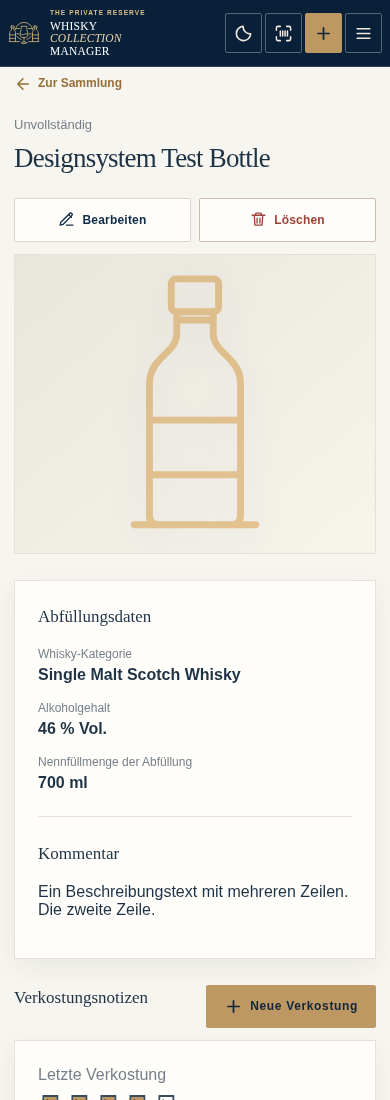 THE PRIVATE RESERVE
WHISKY
COLLECTION
MANAGER
Zur Sammlung
Unvollständig
Designsystem Test Bottle
Bearbeiten
Löschen
Abfüllungsdaten
Whisky-Kategorie
Single Malt Scotch Whisky
Alkoholgehalt
46 % Vol.
Nennfüllmenge der Abfüllung
700 ml
Kommentar
Ein Beschreibungstext mit mehreren Zeilen.
Die zweite Zeile.
Verkostungsnotizen
Neue Verkostung
Letzte Verkostung